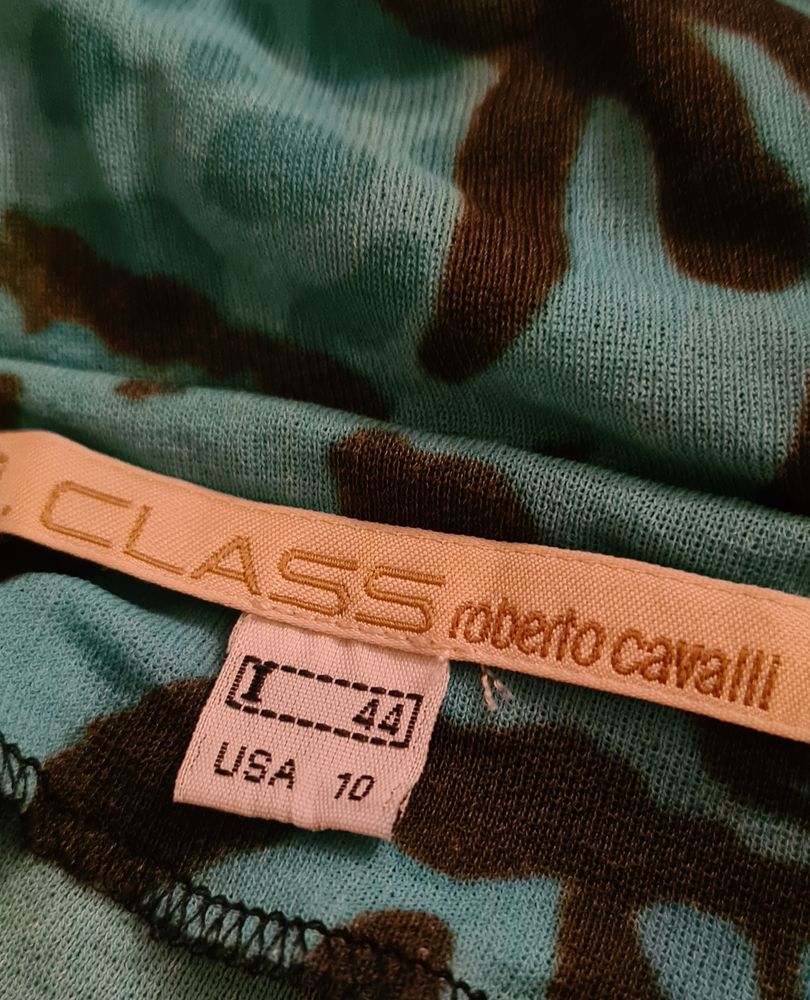 . CLASS roberto cavalli
I 44
USA 10